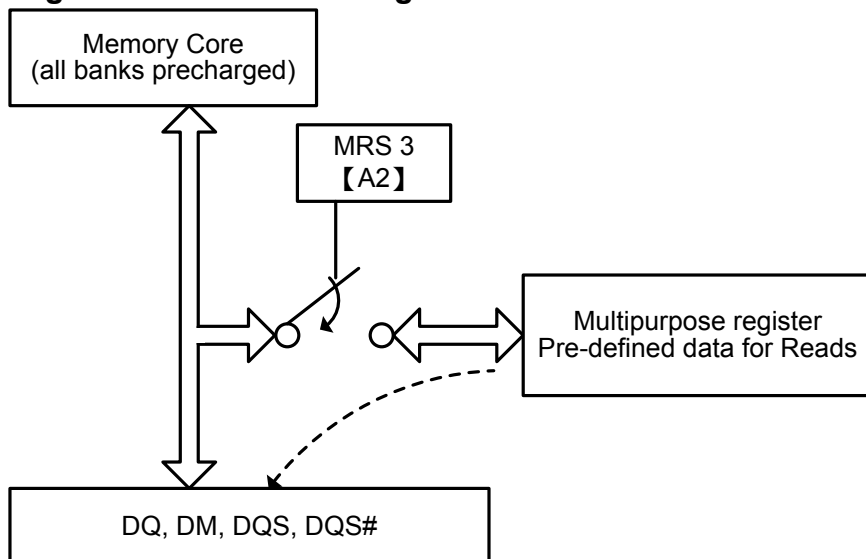 Memory Core
(all banks precharged)
MRS 3
【A2】
Multipurpose register
Pre-defined data for Reads
DQ, DM, DQS, DQS#